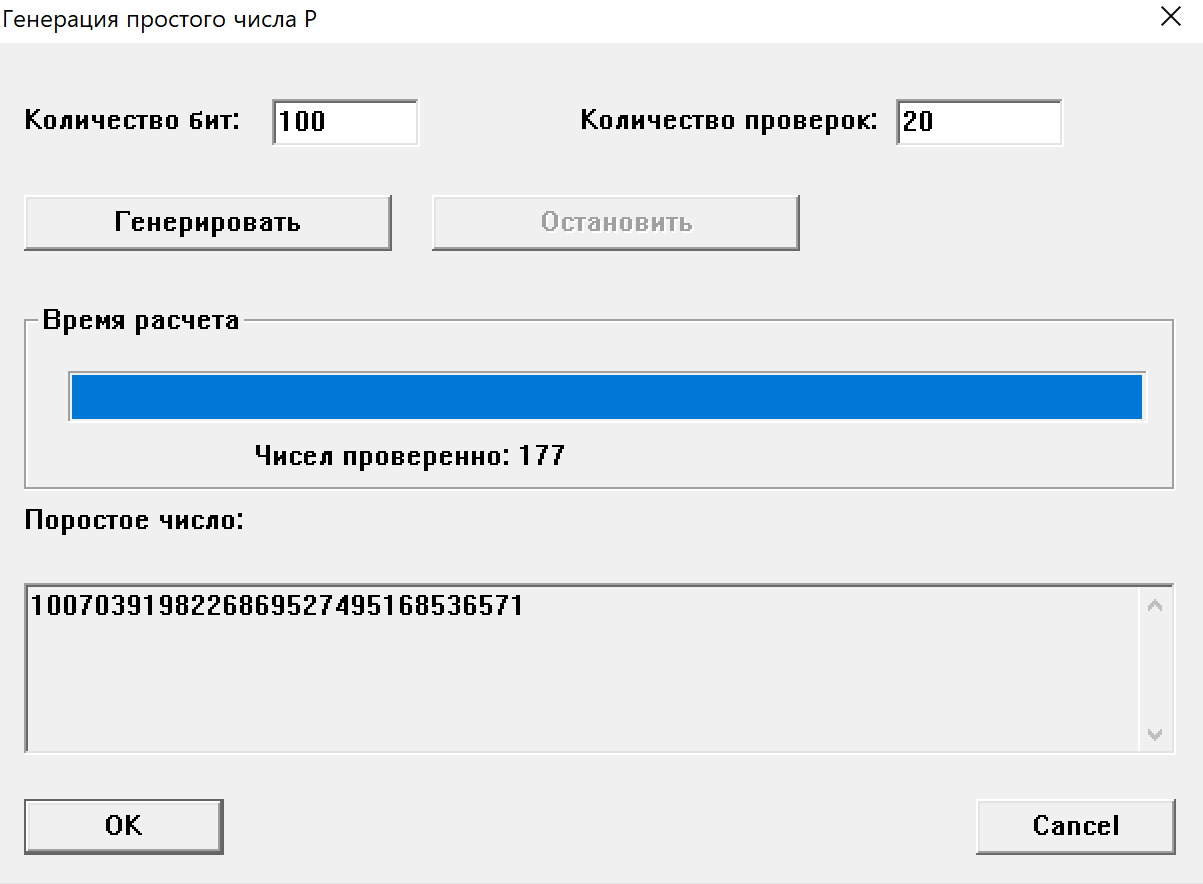 Генерация простого числа P
Количество бит: 100 Количество проверок: 20
Генерировать Остановить
Время расчета
Чисел проверенно: 177
Поростое число:
1007039198226869527495168536571
OK Cancel